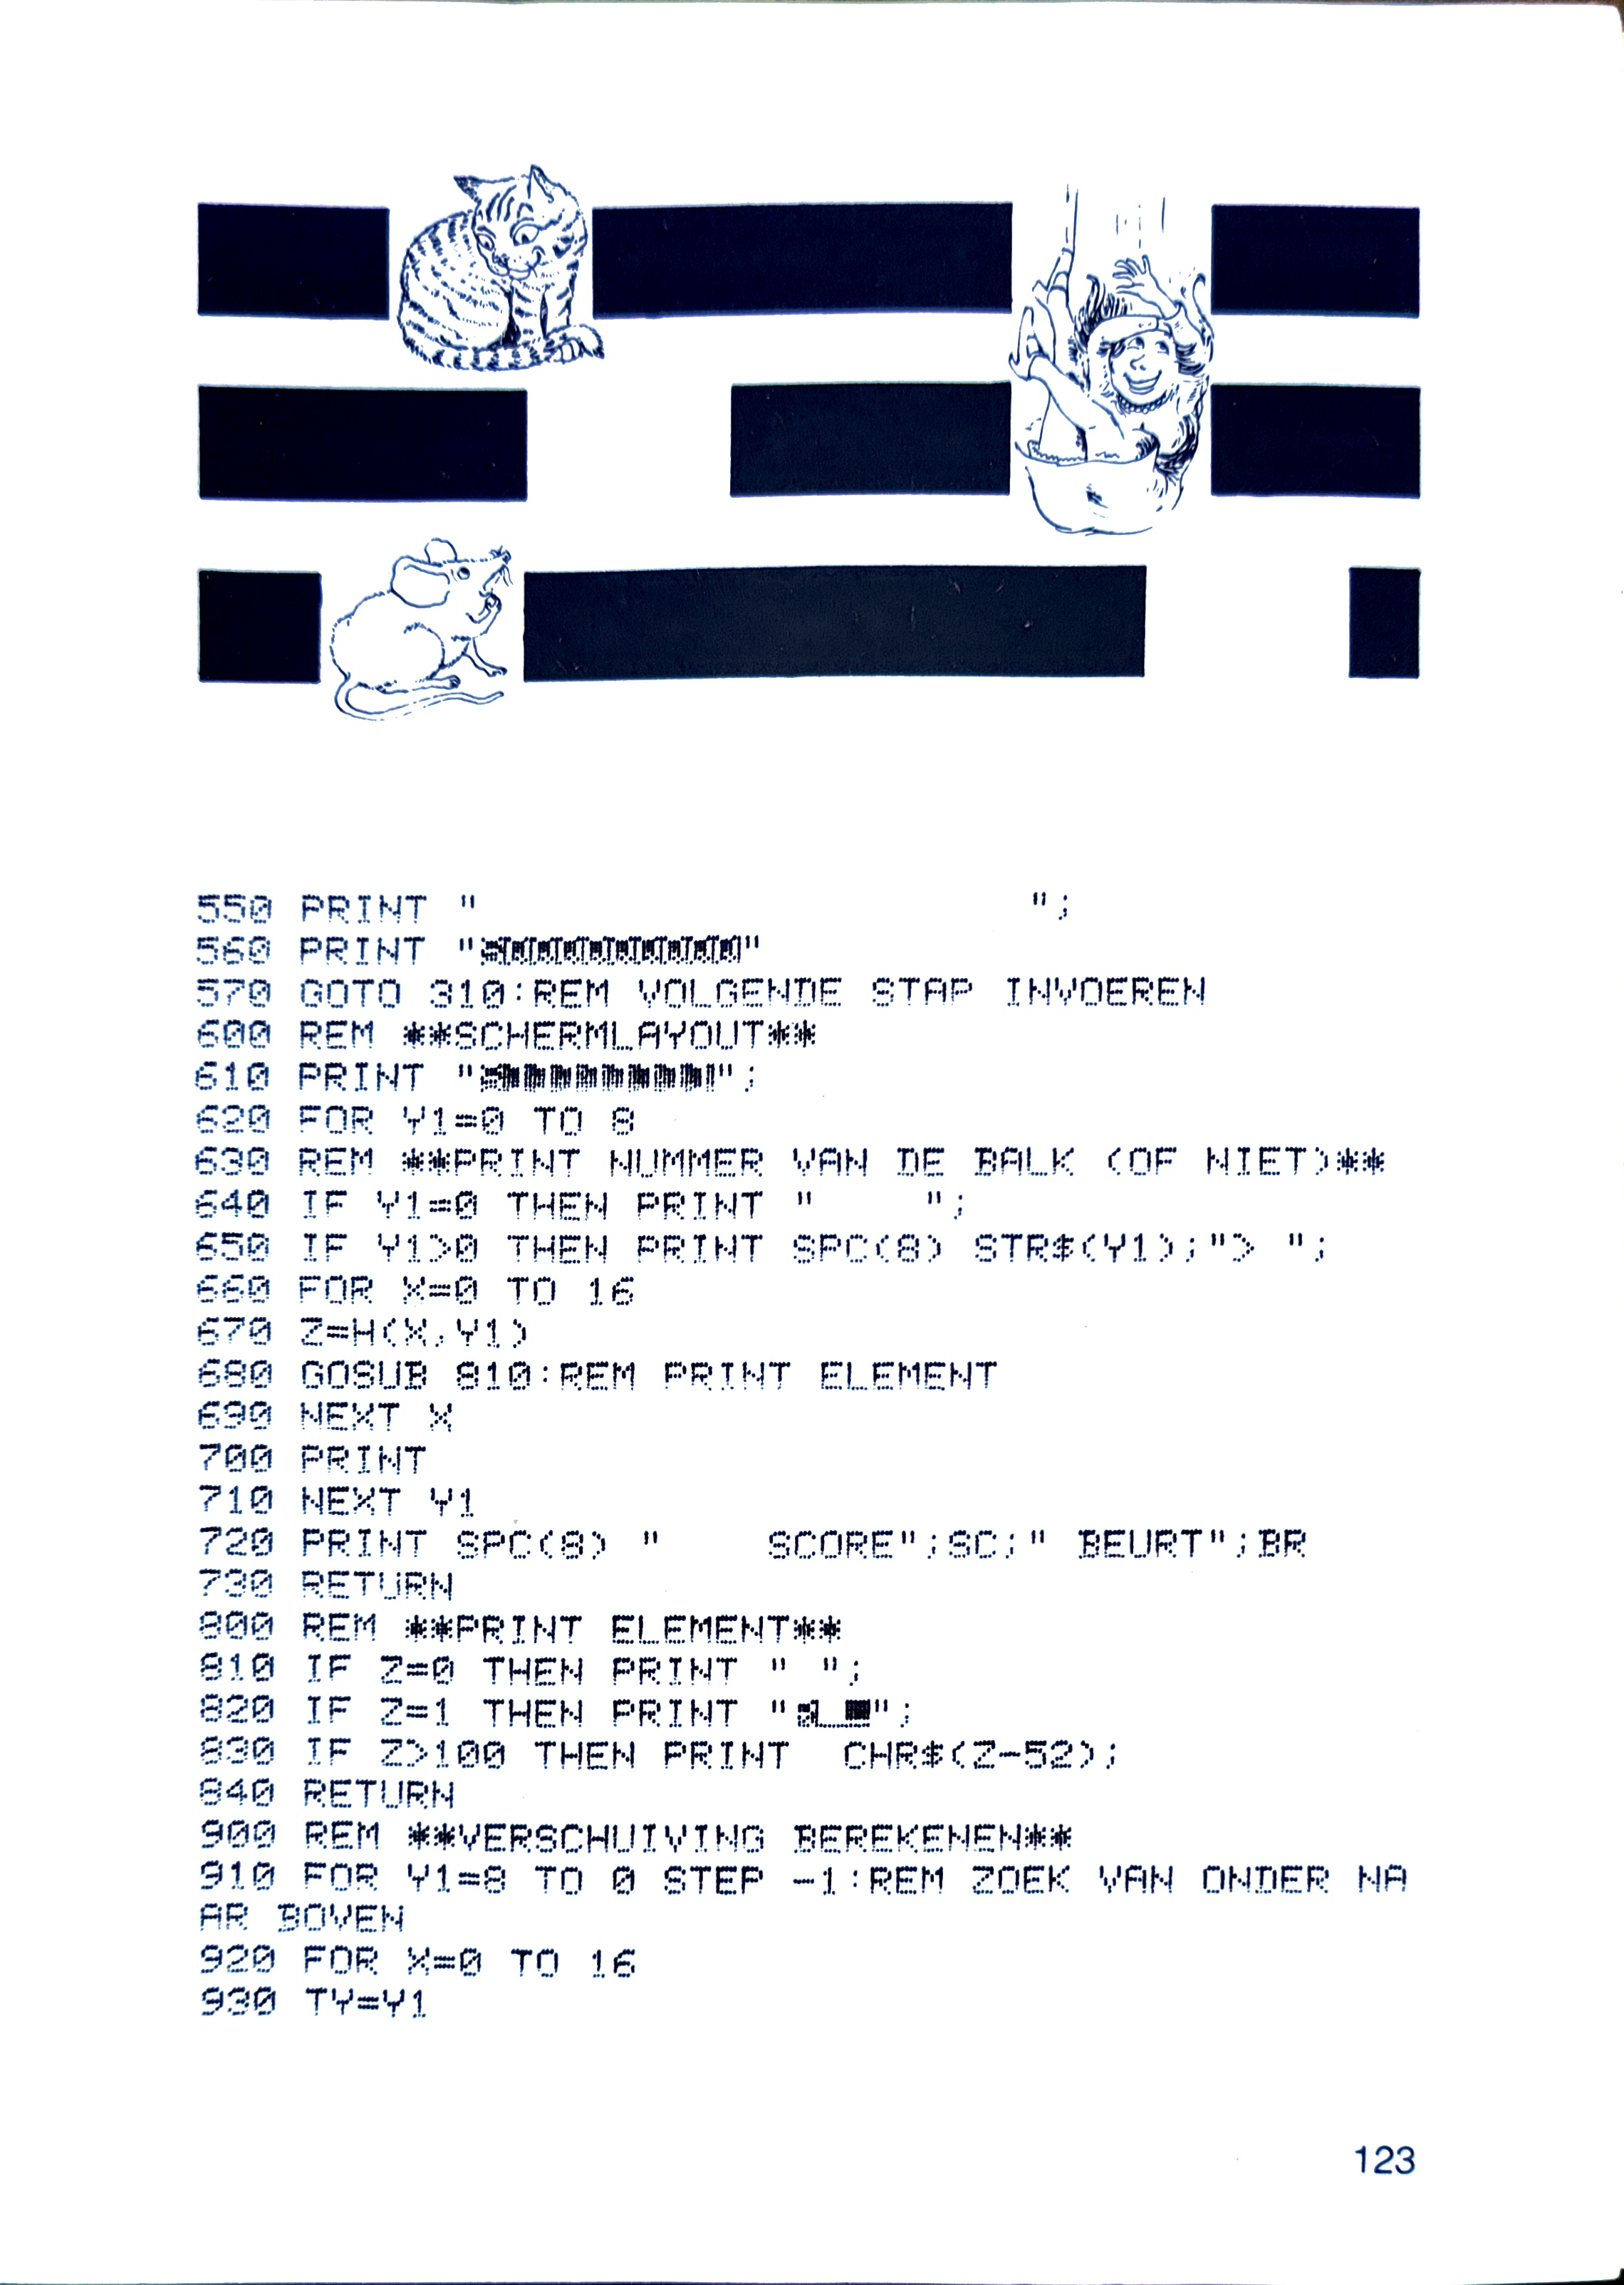 550 PRINT "                     ";
560 PRINT "          "
570 GOTO 310:REM VOLGENDE STAP INVOEREN
600 REM **SCHERMLAYOUT**
610 PRINT "         ";
620 FOR Y1=0 TO 8
630 REM **PRINT NUMMER VAN DE BALK (OF NIET)**
640 IF Y1=0 THEN PRINT "    ";
650 IF Y1>0 THEN PRINT SPC(8) STR$(Y1);"> ";
660 FOR X=0 TO 16
670 Z=H(X,Y1)
680 GOSUB 810:REM PRINT ELEMENT
690 NEXT X
700 PRINT
710 NEXT Y1
720 PRINT SPC(8) "    SCORE";SC;" BEURT";BR
730 RETURN
800 REM **PRINT ELEMENT**
810 IF Z=0 THEN PRINT " ";
820 IF Z=1 THEN PRINT "   ";
830 IF Z>100 THEN PRINT  CHR$(Z-52);
840 RETURN
900 REM **VERSCHUIVING BEREKENEN**
910 FOR Y1=8 TO 0 STEP -1:REM ZOEK VAN ONDER NA
AR BOVEN
920 FOR X=0 TO 16
930 TY=Y1
123